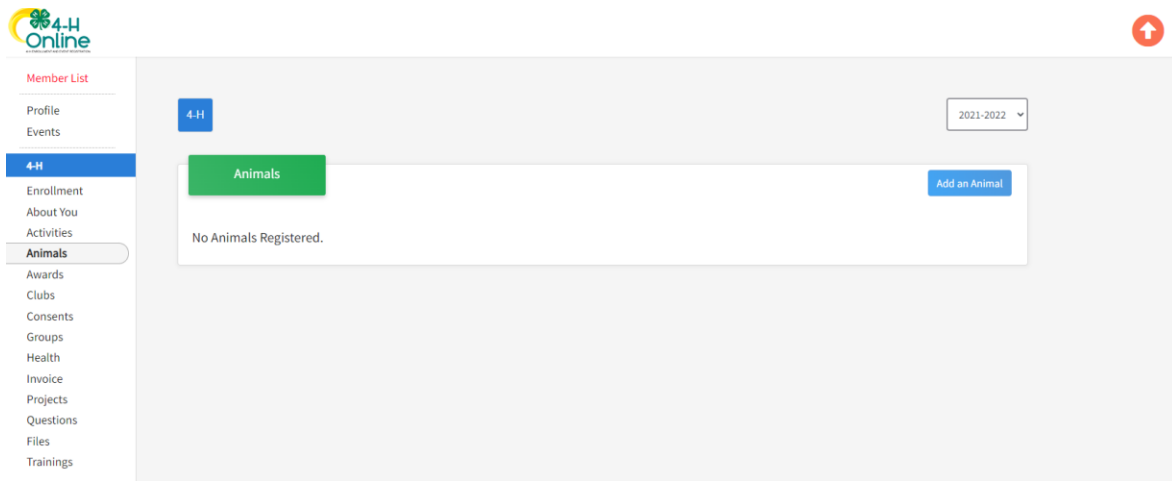 4-H
Online
Member List
Profile
Events
4-H
Enrollment
About You
Activities
Animals
Awards
Clubs
Consents
Groups
Health
Invoice
Projects
Questions
Files
Trainings
4-H
2021-2022
Animals
Add an Animal
No Animals Registered.